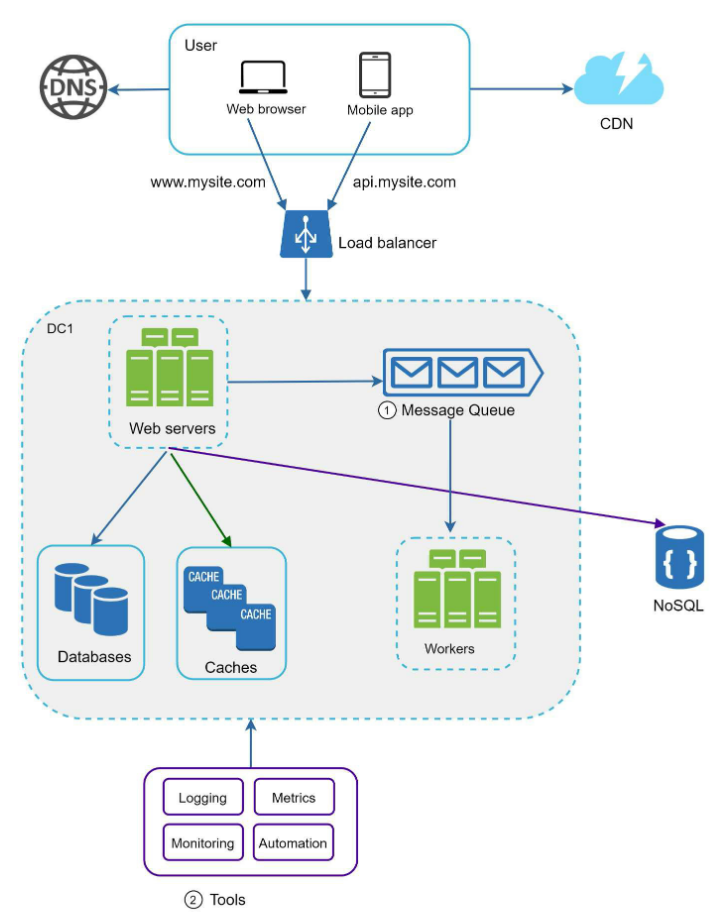 User
DNS
Web browser
Mobile app
CDN
www.mysite.com
api.mysite.com
Load balancer
DC1
Web servers
1 Message Queue
Databases
CACHE
CACHE
CACHE
Caches
Workers
{ }
NoSQL
Logging
Metrics
Monitoring
Automation
2 Tools